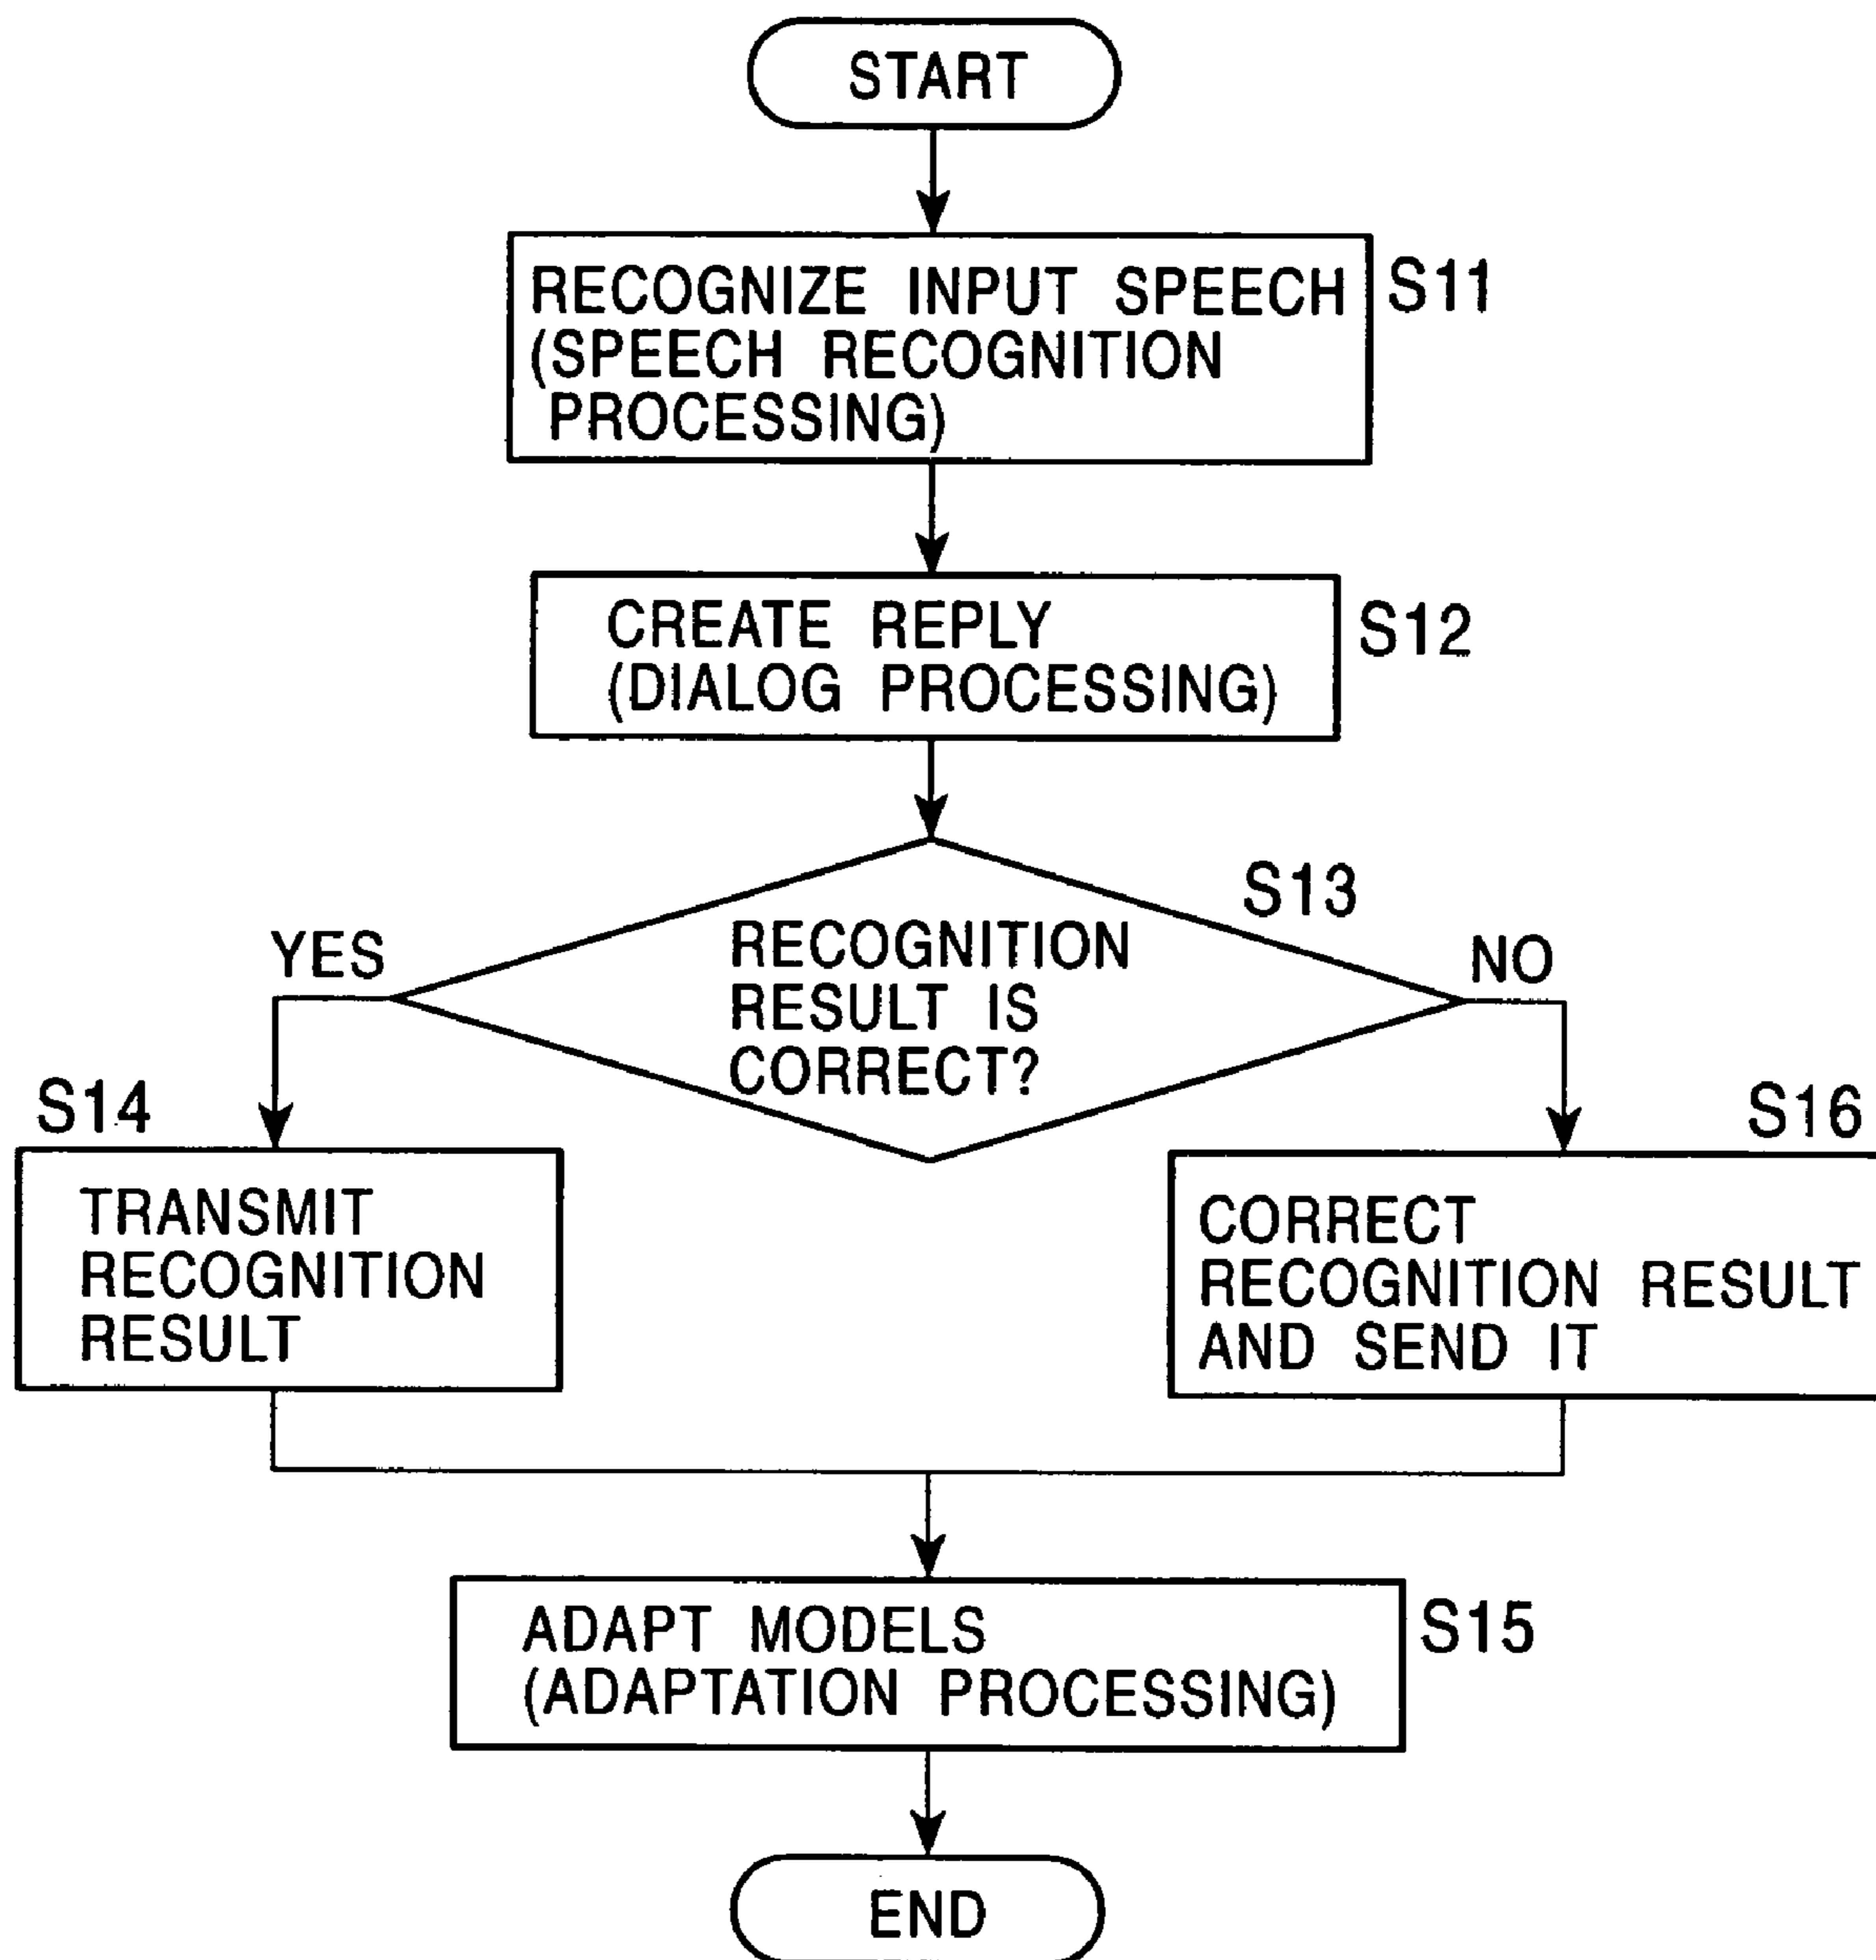 START
RECOGNIZE INPUT SPEECH
(SPEECH RECOGNITION
PROCESSING)
S11
CREATE REPLY
(DIALOG PROCESSING)
S12
S13
RECOGNITION
RESULT IS
CORRECT?
YES
NO
S14
TRANSMIT
RECOGNITION
RESULT
S16
CORRECT
RECOGNITION RESULT
AND SEND IT
ADAPT MODELS
(ADAPTATION PROCESSING)
S15
END